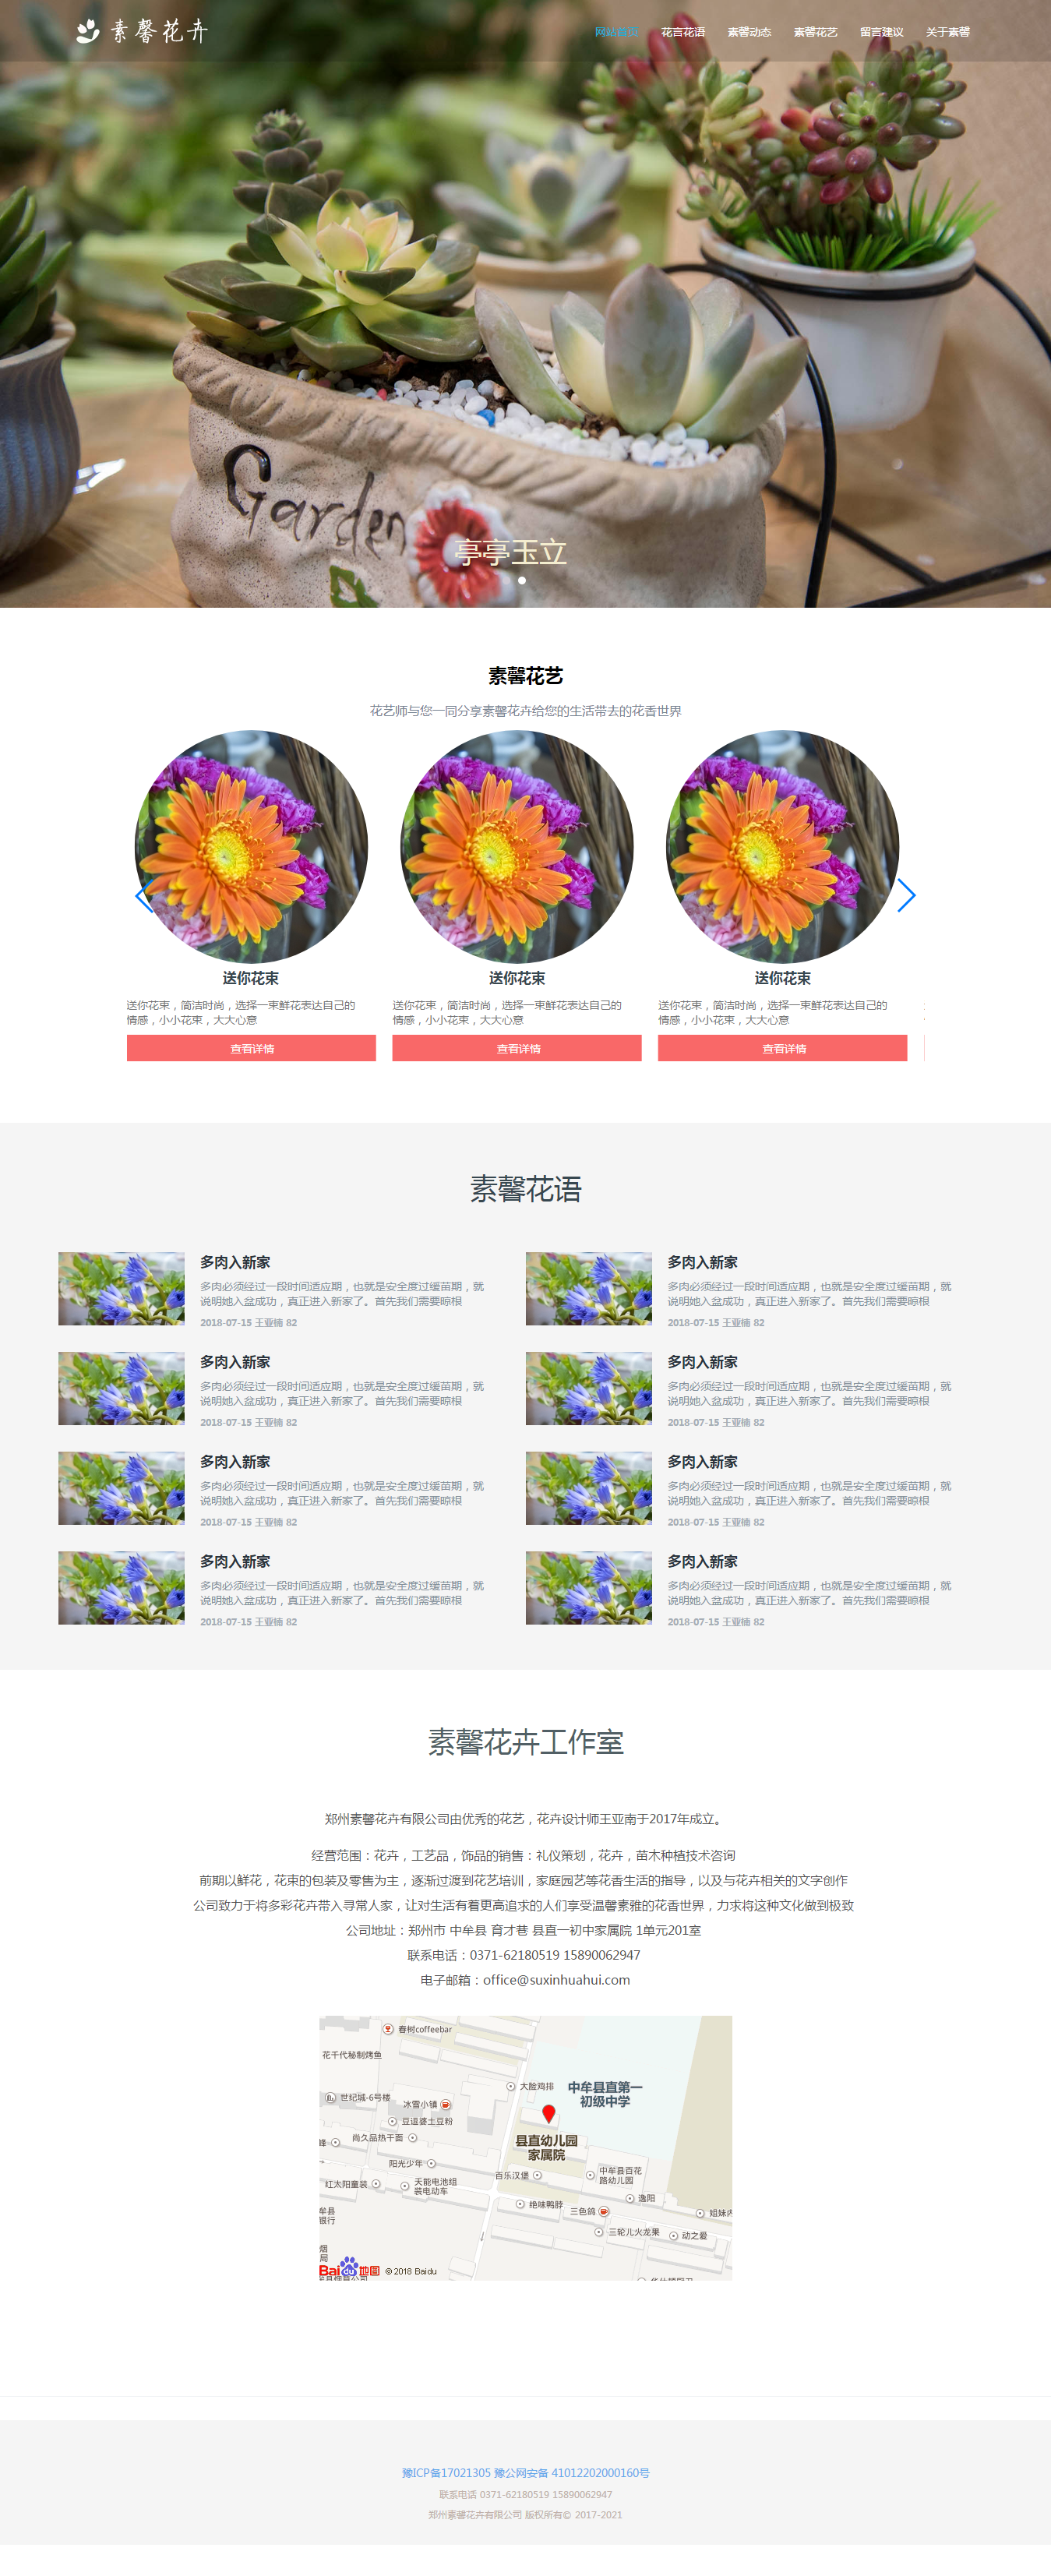 素馨花卉
网站首页 花言花语 素馨动态 素馨花艺 留言建议 关于素馨
Garden
亭亭玉立
素馨花艺
花艺师与您一同分享素馨花卉给您的生活带去的花香世界
送你花束
送你花束，简洁时尚，选择一束鲜花表达自己的
情感，小小花束，大大心意
查看详情
送你花束
送你花束，简洁时尚，选择一束鲜花表达自己的
情感，小小花束，大大心意
查看详情
送你花束
送你花束，简洁时尚，选择一束鲜花表达自己的
情感，小小花束，大大心意
查看详情
素馨花语
多肉入新家
多肉必须经过一段时间适应期，也就是安全度过缓苗期，就
说明她入盆成功，真正进入新家了。首先我们需要晾根
2018-07-15 王亚楠 82
多肉入新家
多肉必须经过一段时间适应期，也就是安全度过缓苗期，就
说明她入盆成功，真正进入新家了。首先我们需要晾根
2018-07-15 王亚楠 82
多肉入新家
多肉必须经过一段时间适应期，也就是安全度过缓苗期，就
说明她入盆成功，真正进入新家了。首先我们需要晾根
2018-07-15 王亚楠 82
多肉入新家
多肉必须经过一段时间适应期，也就是安全度过缓苗期，就
说明她入盆成功，真正进入新家了。首先我们需要晾根
2018-07-15 王亚楠 82
多肉入新家
多肉必须经过一段时间适应期，也就是安全度过缓苗期，就
说明她入盆成功，真正进入新家了。首先我们需要晾根
2018-07-15 王亚楠 82
多肉入新家
多肉必须经过一段时间适应期，也就是安全度过缓苗期，就
说明她入盆成功，真正进入新家了。首先我们需要晾根
2018-07-15 王亚楠 82
多肉入新家
多肉必须经过一段时间适应期，也就是安全度过缓苗期，就
说明她入盆成功，真正进入新家了。首先我们需要晾根
2018-07-15 王亚楠 82
多肉入新家
多肉必须经过一段时间适应期，也就是安全度过缓苗期，就
说明她入盆成功，真正进入新家了。首先我们需要晾根
2018-07-15 王亚楠 82
素馨花卉工作室
郑州素馨花卉有限公司由优秀的花艺，花卉设计师王亚南于2017年成立。
经营范围：花卉，工艺品，饰品的销售：礼仪策划，花卉，苗木种植技术咨询
前期以鲜花，花束的包装及零售为主，逐渐过渡到花艺培训，家庭园艺等花香生活的指导，以及与花卉相关的文字创作
公司致力于将多彩花卉带入寻常人家，让对生活有着更高追求的人们享受温馨素雅的花香世界，力求将这种文化做到极致
公司地址：郑州市 中牟县 育才巷 县直一初中家属院 1单元201室
联系电话：0371-62180519 15890062947
电子邮箱：office@suxinhuahui.com
春树coffeebar
花千代秘制烤鱼
大脸鸡排
中牟县直第一
初级中学
世纪城-6号楼
冰雪小镇
豆逗婆土豆粉
尚久品热干面
峰
县直幼儿园
家属院
阳光少年
百乐汉堡
中牟县百花
路幼儿园
红太阳童装
天能电池组
装电动车
逸阳
绝味鸭脖
三色鸽
姐妹内
牟县
银行
三轮儿火龙果
动之爱
烟
局
Bai du 地图 © 2018 Baidu
豫ICP备17021305 豫公网安备 41012202000160号
联系电话 0371-62180519 15890062947
郑州素馨花卉有限公司 版权所有© 2017-2021